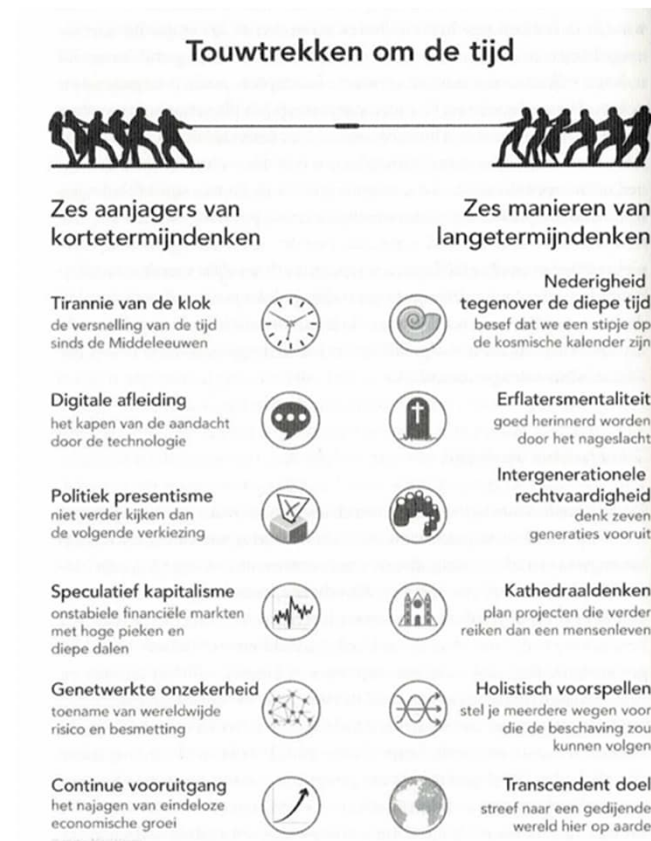 Touwtrekken om de tijd
Zes aanjagers van
kortetermijndenken
Zes manieren van
langetermijndenken
Tirannie van de klok
de versnelling van de tijd
sinds de Middeleeuwen
Nederigheid
tegenover de diepe tijd
besef dat we een stipje op
de kosmische kalender zijn
Digitale afleiding
het kapen van de aandacht
door de technologie
Erflatersmentaliteit
goed herinnerd worden
door het nageslacht
Politiek presentisme
niet verder kijken dan
de volgende verkiezing
Intergenerationele
rechtvaardigheid
denk zeven
generaties vooruit
Speculatief kapitalisme
onstabiele financiële markten
met hoge pieken en
diepe dalen
Kathedraaldenken
plan projecten die verder
reiken dan een mensenleven
Genetwerkte onzekerheid
toename van wereldwijde
risico en besmetting
Holistisch voorspellen
stel je meerdere wegen voor
die de beschaving zou
kunnen volgen
Continue vooruitgang
het najagen van eindeloze
economische groei
Transcendent doel
streef naar een gedijende
wereld hier op aarde